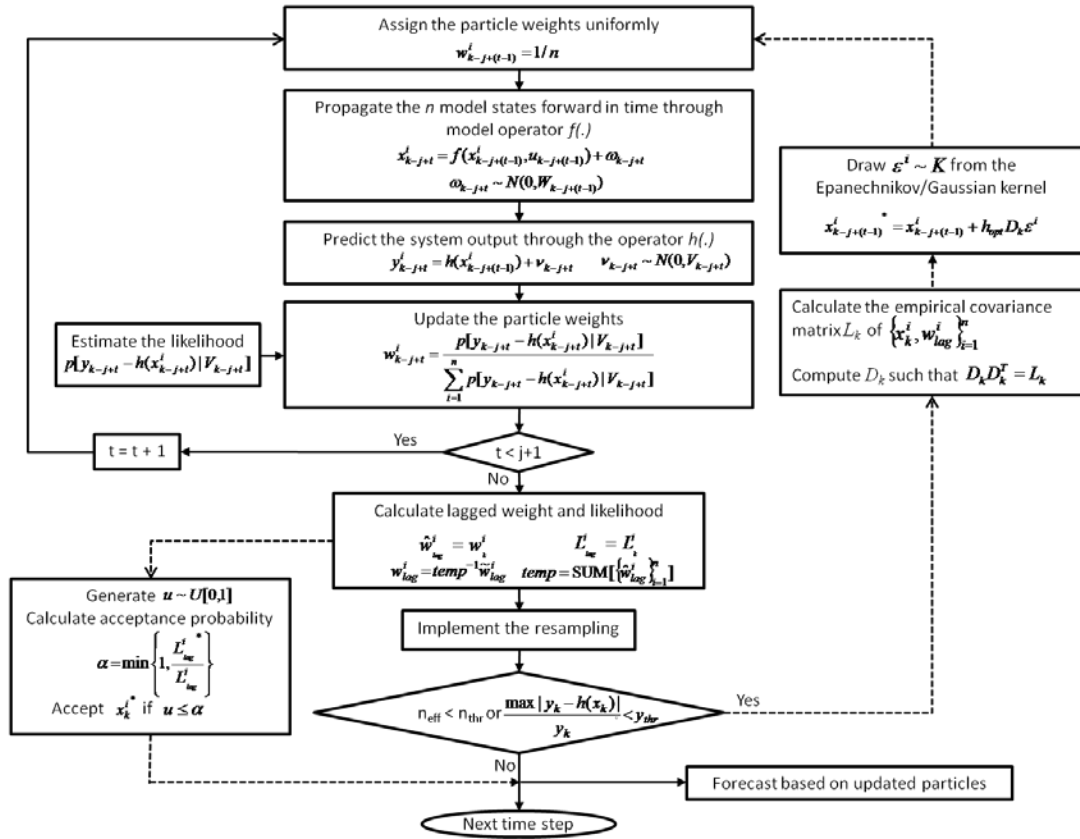 Assign the particle weights uniformly
w^i_{k-j+(t-1)} = 1/n
Propagate the n model states forward in time through
model operator f(.)
x^i_{k-j+t} = f(x^i_{k-j+(t-1)}, u_{k-j+(t-1)}) + ω_{k-j+t}
ω_{k-j+t} ~ N(0, W_{k-j+(t-1)})
Predict the system output through the operator h(.)
y^i_{k-j+t} = h(x^i_{k-j+(t-1)}) + ν_{k-j+t} ν_{k-j+t} ~ N(0, V_{k-j+t})
Estimate the likelihood
p[y_{k-j+t} - h(x^i_{k-j+t}) | V_{k-j+t}]
Update the particle weights
w^i_{k-j+t} = p[y_{k-j+t} - h(x^i_{k-j+t}) | V_{k-j+t}] / \sum_{i=1}^{n} p[y_{k-j+t} - h(x^i_{k-j+t}) | V_{k-j+t}]
t = t + 1
Yes
t < j+1
No
Calculate lagged weight and likelihood
ŵ^i_{lag} = w^i_k L^i_{lag} = L^i_k
w^i_{lag} = temp^{-1} ŵ^i_{lag} temp = SUM[{ŵ^i_{lag}}^n_{i=1}]
Implement the resampling
n_eff < n_thr or max | y_k - h(x_k)| / y_k < y_thr
Yes
No
Forecast based on updated particles
Next time step
Generate u ~ U[0,1]
Calculate acceptance probability
α = min{1, L^i_{lag}^* / L^i_{lag}}
Accept x^i_k^* if u ≤ α
Draw ε^i ~ K from the
Epanechnikov/Gaussian kernel
x^i_{k-j+(t-1)}^* = x^i_{k-j+(t-1)} + h_{opt} D_k ε^i
Calculate the empirical covariance
matrix L_k of {x^i_k, w^i_{lag}}^n_{i=1}
Compute D_k such that D_k D_k^T = L_k